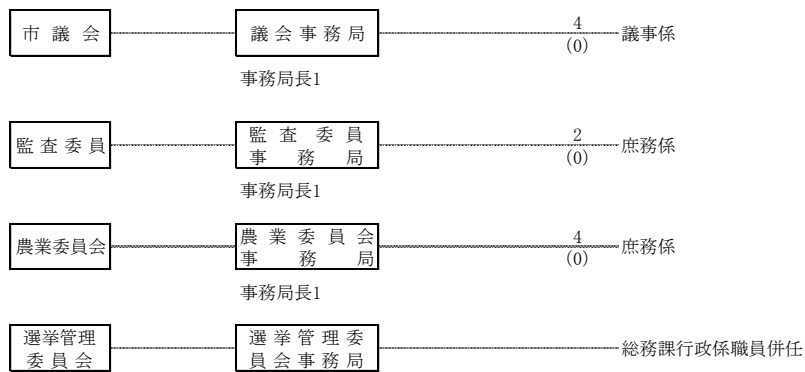 市議会 議会事務局 4 議事係
(0)
事務局長1
監査委員 監査委員 2 庶務係
事務局 (0)
事務局長1
農業委員会 農業委員会 4 庶務係
事務局 (0)
事務局長1
選挙管理 選挙管理委 総務課行政係職員併任
委員会 員会事務局